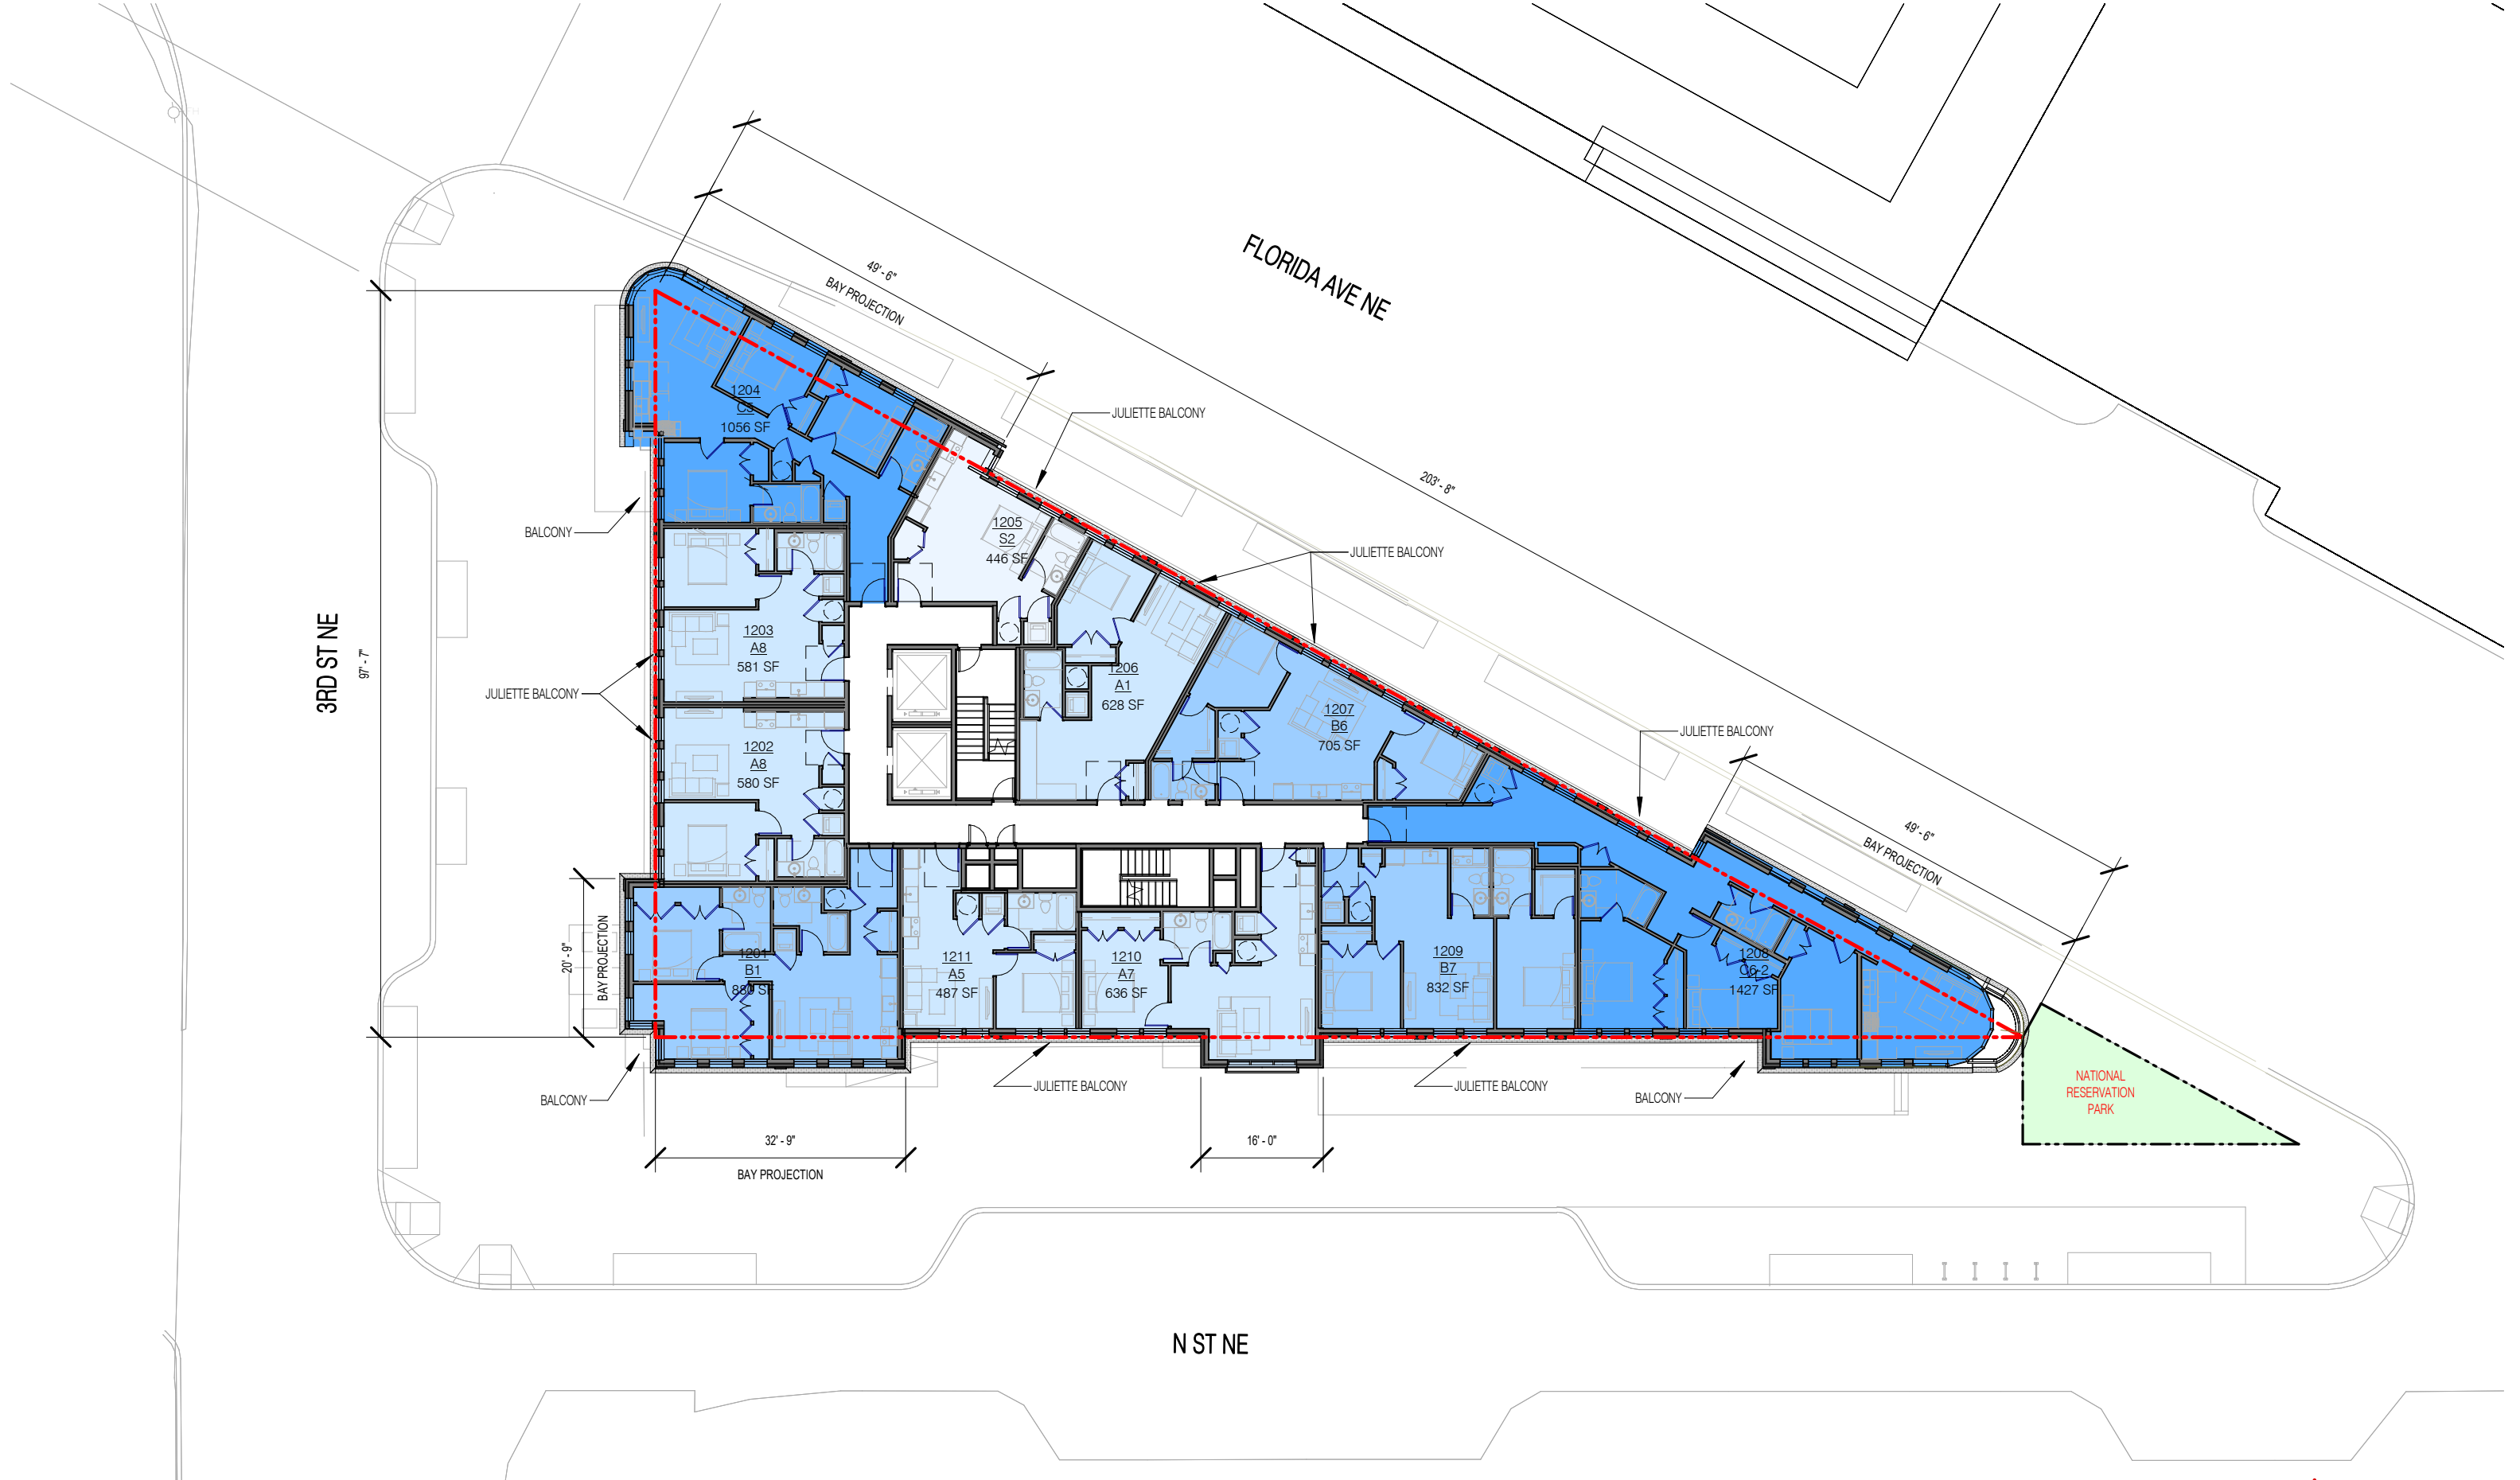 FLORIDA AVE NE
49' - 6"
BAY PROJECTION
203' - 8"
JULIETTE BALCONY
JULIETTE BALCONY
JULIETTE BALCONY
49' - 6"
BAY PROJECTION
1204
C3
1056 SF
1205
S2
446 SF
BALCONY
3RD ST NE
97' - 7"
1203
A8
581 SF
JULIETTE BALCONY
1202
A8
580 SF
1206
A1
628 SF
1207
B6
705 SF
20' - 9"
BAY PROJECTION
1201
B1
SF
1211
A5
487 SF
1210
A7
636 SF
1209
B7
832 SF
1208
C6-2
1427 SF
BALCONY
JULIETTE BALCONY
JULIETTE BALCONY
BALCONY
NATIONAL
RESERVATION
PARK
32' - 9"
BAY PROJECTION
16' - 0"
N ST NE